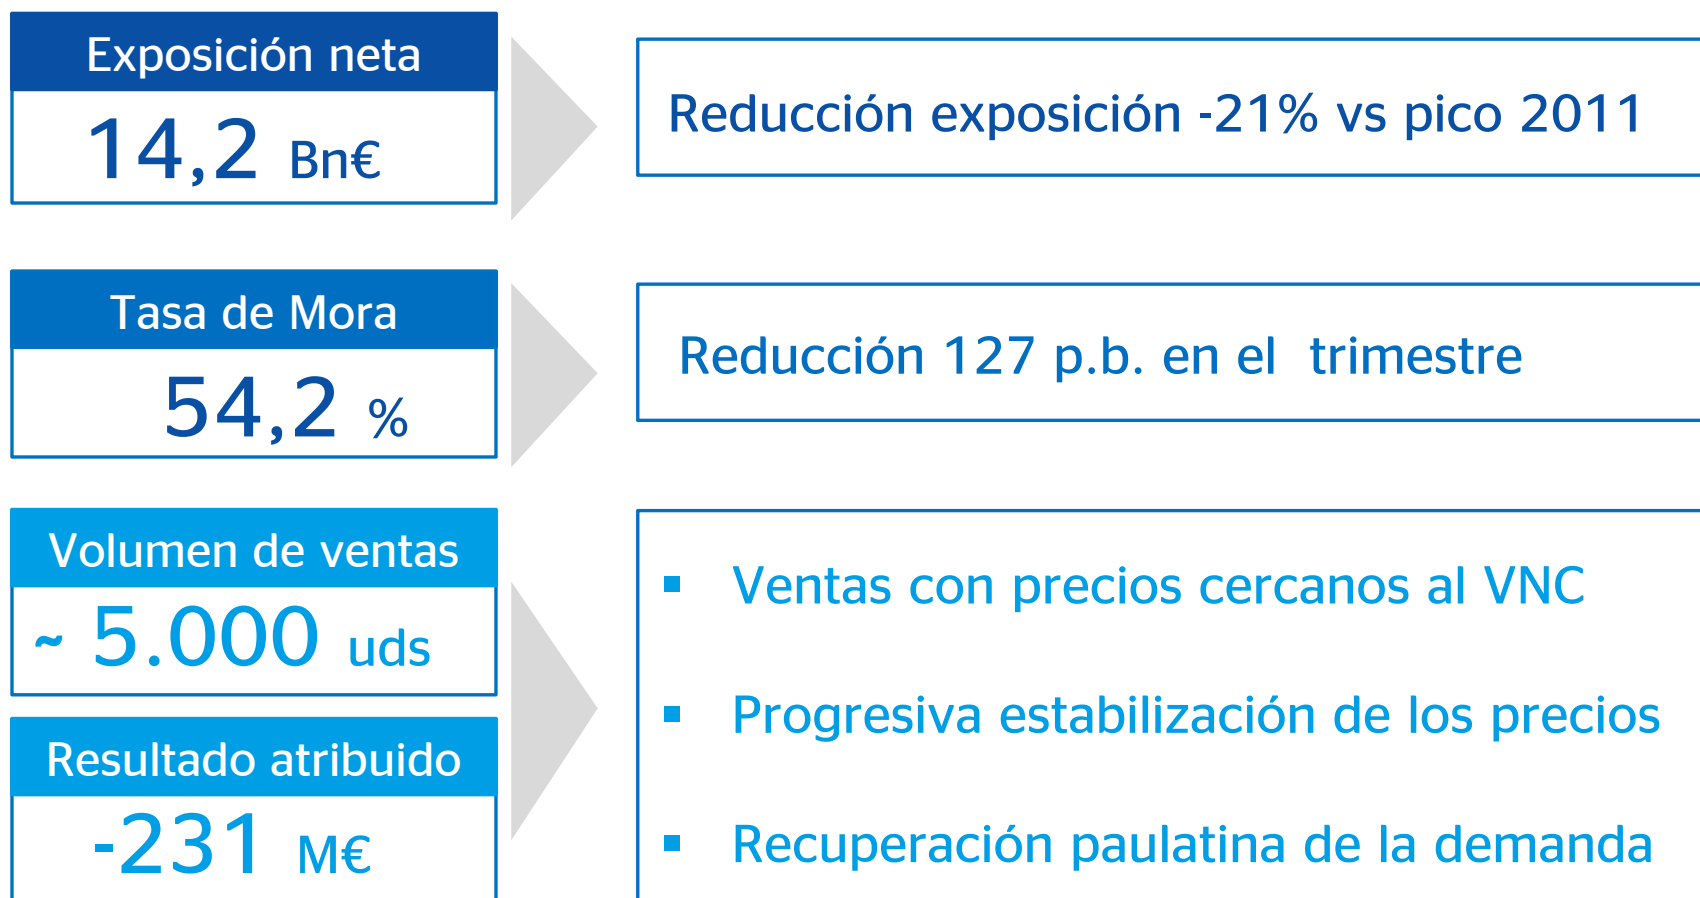 Exposición neta
14,2 Bn€
Reducción exposición -21% vs pico 2011
Tasa de Mora
54,2 %
Reducción 127 p.b. en el trimestre
Volumen de ventas
~ 5.000 uds
Resultado atribuido
-231 M€
▪ Ventas con precios cercanos al VNC
▪ Progresiva estabilización de los precios
▪ Recuperación paulatina de la demanda